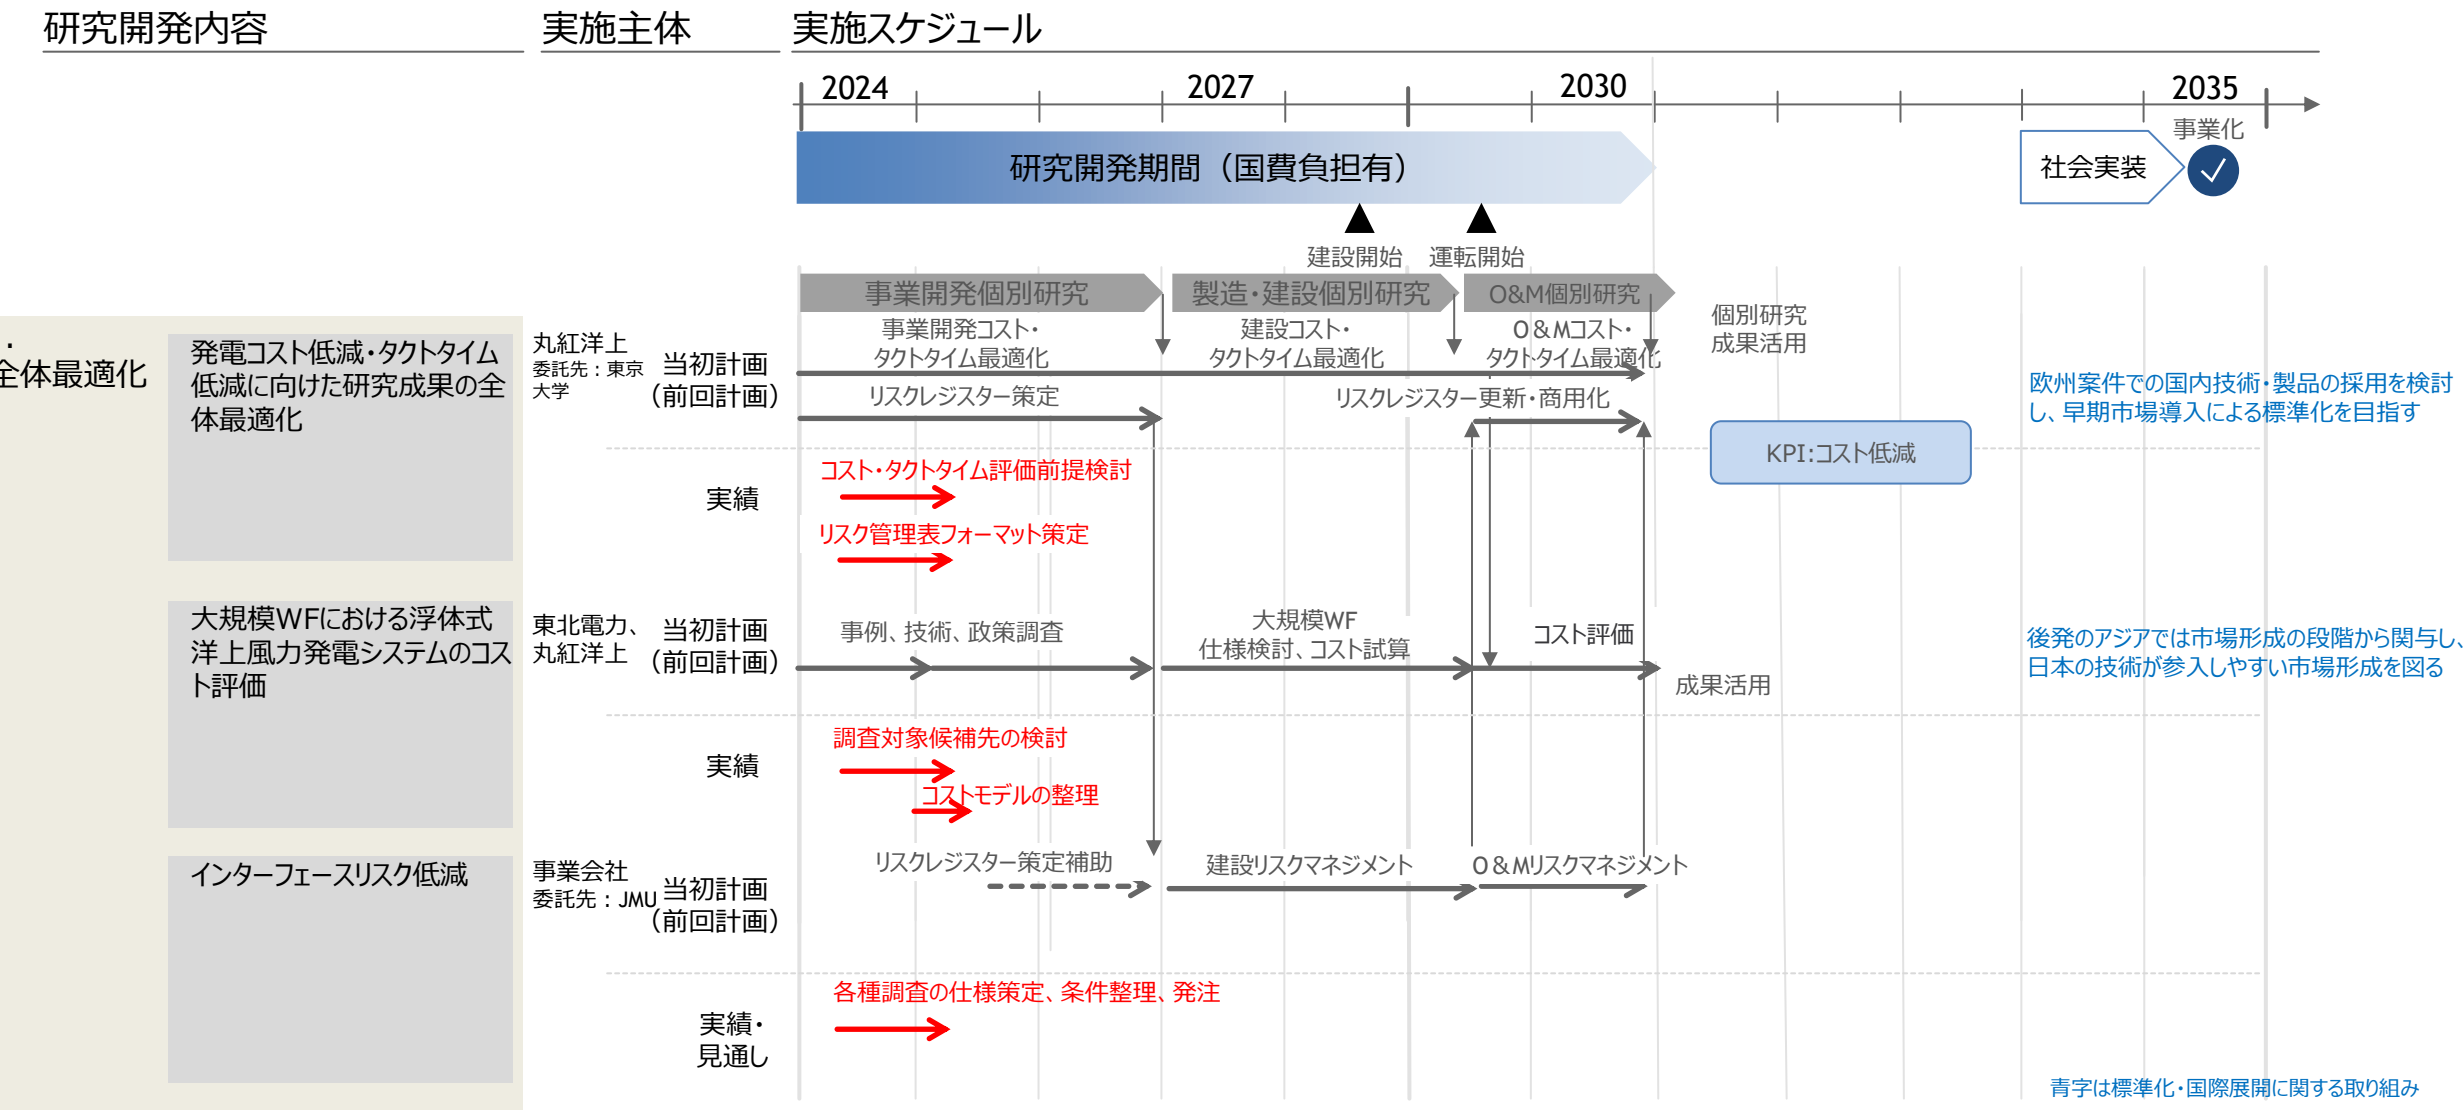 研究開発内容
実施主体
実施スケジュール
2024
2027
2030
2035
事業化
研究開発期間（国費負担有）
社会実装
建設開始
運転開始
事業開発個別研究
製造・建設個別研究
O&M個別研究
個別研究
成果活用
．
全体最適化
発電コスト低減・タクトタイム
低減に向けた研究成果の全
体最適化
丸紅洋上
委託先：東京
大学
当初計画
（前回計画）
事業開発コスト・
タクトタイム最適化
建設コスト・
タクトタイム最適化
O＆Mコスト・
タクトタイム最適化
リスクレジスター策定
リスクレジスター更新・商用化
欧州案件での国内技術・製品の採用を検討
し、早期市場導入による標準化を目指す
KPI:コスト低減
実績
コスト・タクトタイム評価前提検討
リスク管理表フォーマット策定
大規模WFにおける浮体式
洋上風力発電システムのコス
ト評価
東北電力、
丸紅洋上
当初計画
（前回計画）
事例、技術、政策調査
大規模WF
仕様検討、コスト試算
コスト評価
成果活用
後発のアジアでは市場形成の段階から関与し、
日本の技術が参入しやすい市場形成を図る
実績
調査対象候補先の検討
コストモデルの整理
インターフェースリスク低減
事業会社
委託先：JMU
当初計画
（前回計画）
リスクレジスター策定補助
建設リスクマネジメント
O＆Mリスクマネジメント
実績・
見通し
各種調査の仕様策定、条件整理、発注
青字は標準化・国際展開に関する取り組み